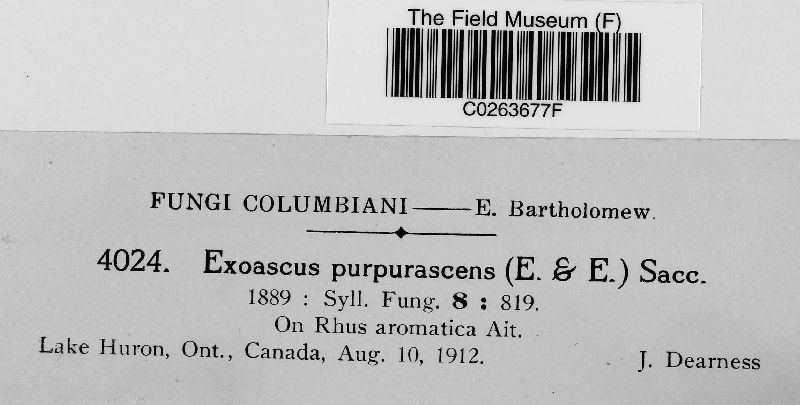 The Field Museum (F)
C0263677F
FUNGI COLUMBIANI—E. Bartholomew.
4024. Exoascus purpurascens (E. & E.) Sacc.
1889 : Syll. Fung. 8 : 819.
On Rhus aromatica Ait.
Lake Huron, Ont., Canada, Aug. 10, 1912. J. Dearness